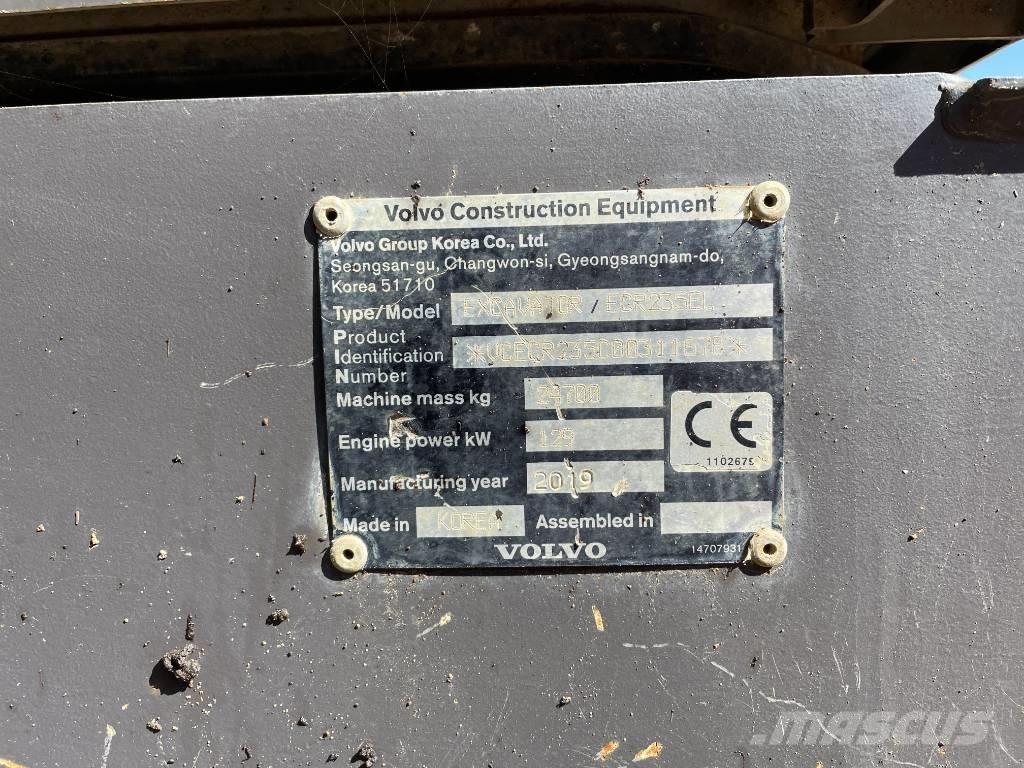 Volvo Construction Equipment
Volvo Group Korea Co., Ltd.
Seongsan-gu, Changwon-si, Gyeongsangnam-do,
Korea 51710
Type/Model EXCAVATOR / ECR235EL
Product
Identification
Number
Machine mass kg 24700
Engine power kW 129
CE
1102679
Manufacturing year 2019
Made in KOREA Assembled in
VOLVO 14707931
mascus